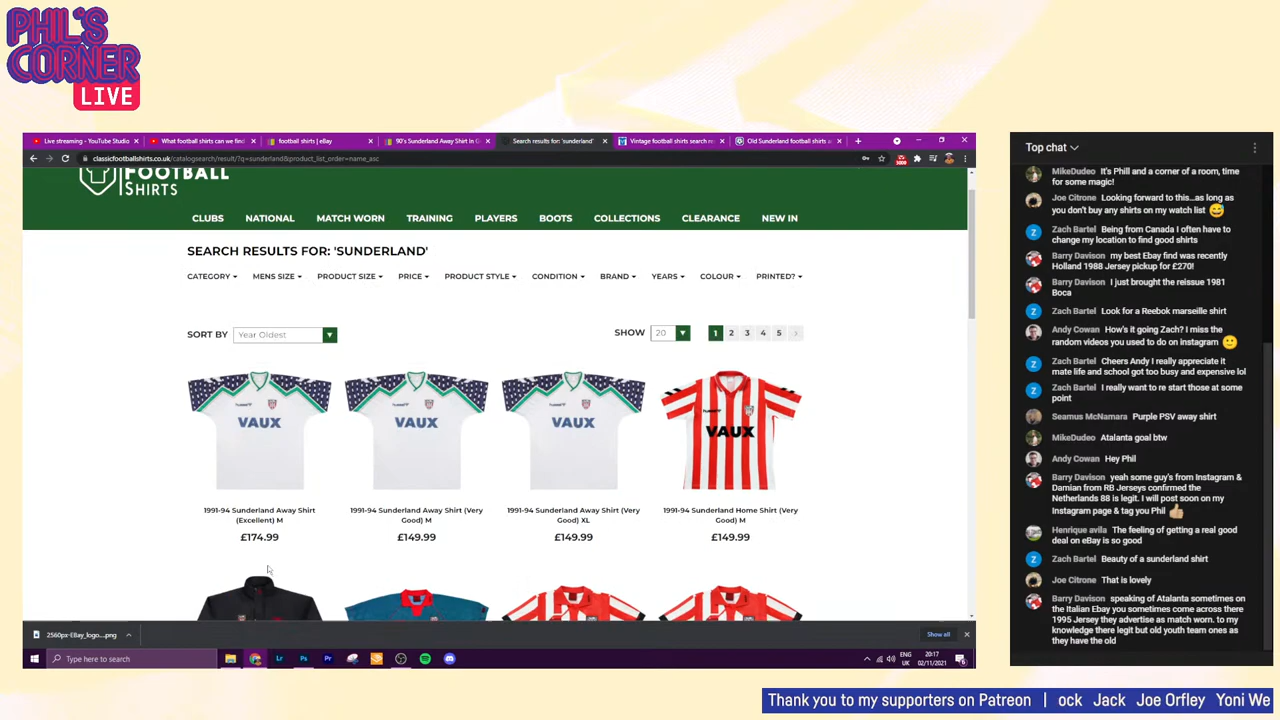 PHIL'S
CORNER
LIVE
Live streaming - YouTube Studio
What football shirts can we find
football shirts | eBay
90's Sunderland Away Shirt in G
Search results for: 'sunderland'
Vintage football shirts search re
Old Sunderland football shirts a
classicfootballshirts.co.uk/catalogsearch/result/?q=sunderland&product_list_order=name_asc
FOOTBALL
SHIRTS
CLUBS NATIONAL MATCH WORN TRAINING PLAYERS BOOTS COLLECTIONS CLEARANCE NEW IN
SEARCH RESULTS FOR: 'SUNDERLAND'
CATEGORY MENS SIZE PRODUCT SIZE PRICE PRODUCT STYLE CONDITION BRAND YEARS COLOUR PRINTED?
SORT BY Year Oldest
SHOW 20 1 2 3 4 5
VAUX VAUX VAUX VAUX
1991-94 Sunderland Away Shirt
(Excellent) M
£174.99
1991-94 Sunderland Away Shirt (Very
Good) M
£149.99
1991-94 Sunderland Away Shirt (Very
Good) XL
£149.99
1991-94 Sunderland Home Shirt (Very
Good) M
£149.99
2560px-EBay_logo....png
Show all
Type here to search
Lr Ps Pr
ENG
UK
20:17
02/11/2021
Top chat
MikeDudeo It's Phill and a corner of a room, time
for some magic!
Joe Citrone Looking forward to this...as long as
you don't buy any shirts on my watch list
Zach Bartel Being from Canada I often have to
change my location to find good shirts
Barry Davison my best Ebay find was recently
Holland 1988 Jersey pickup for £270!
Barry Davison I just brought the reissue 1981
Boca
Zach Bartel Look for a Reebok marseille shirt
Andy Cowan How's it going Zach? I miss the
random videos you used to do on instagram
Zach Bartel Cheers Andy I really appreciate it
mate life and school got too busy and expensive lol
Zach Bartel I really want to re start those at some
point
Seamus McNamara Purple PSV away shirt
MikeDudeo Atalanta goal btw
Andy Cowan Hey Phil
Barry Davison yeah some guy's from Instagram &
Damian from RB Jerseys confirmed the
Netherlands 88 is legit. I will post soon on my
Instagram page & tag you Phil
Henrique avila The feeling of getting a real good
deal on eBay is so good
Zach Bartel Beauty of a sunderland shirt
Joe Citrone That is lovely
Barry Davison speaking of Atalanta sometimes on
the Italian Ebay you sometimes come across there
1995 Jersey they advertise as match worn. to my
knowledge there legit but old youth team ones as
they have the old
Thank you to my supporters on Patreon | ock Jack Joe Orfley Yoni We